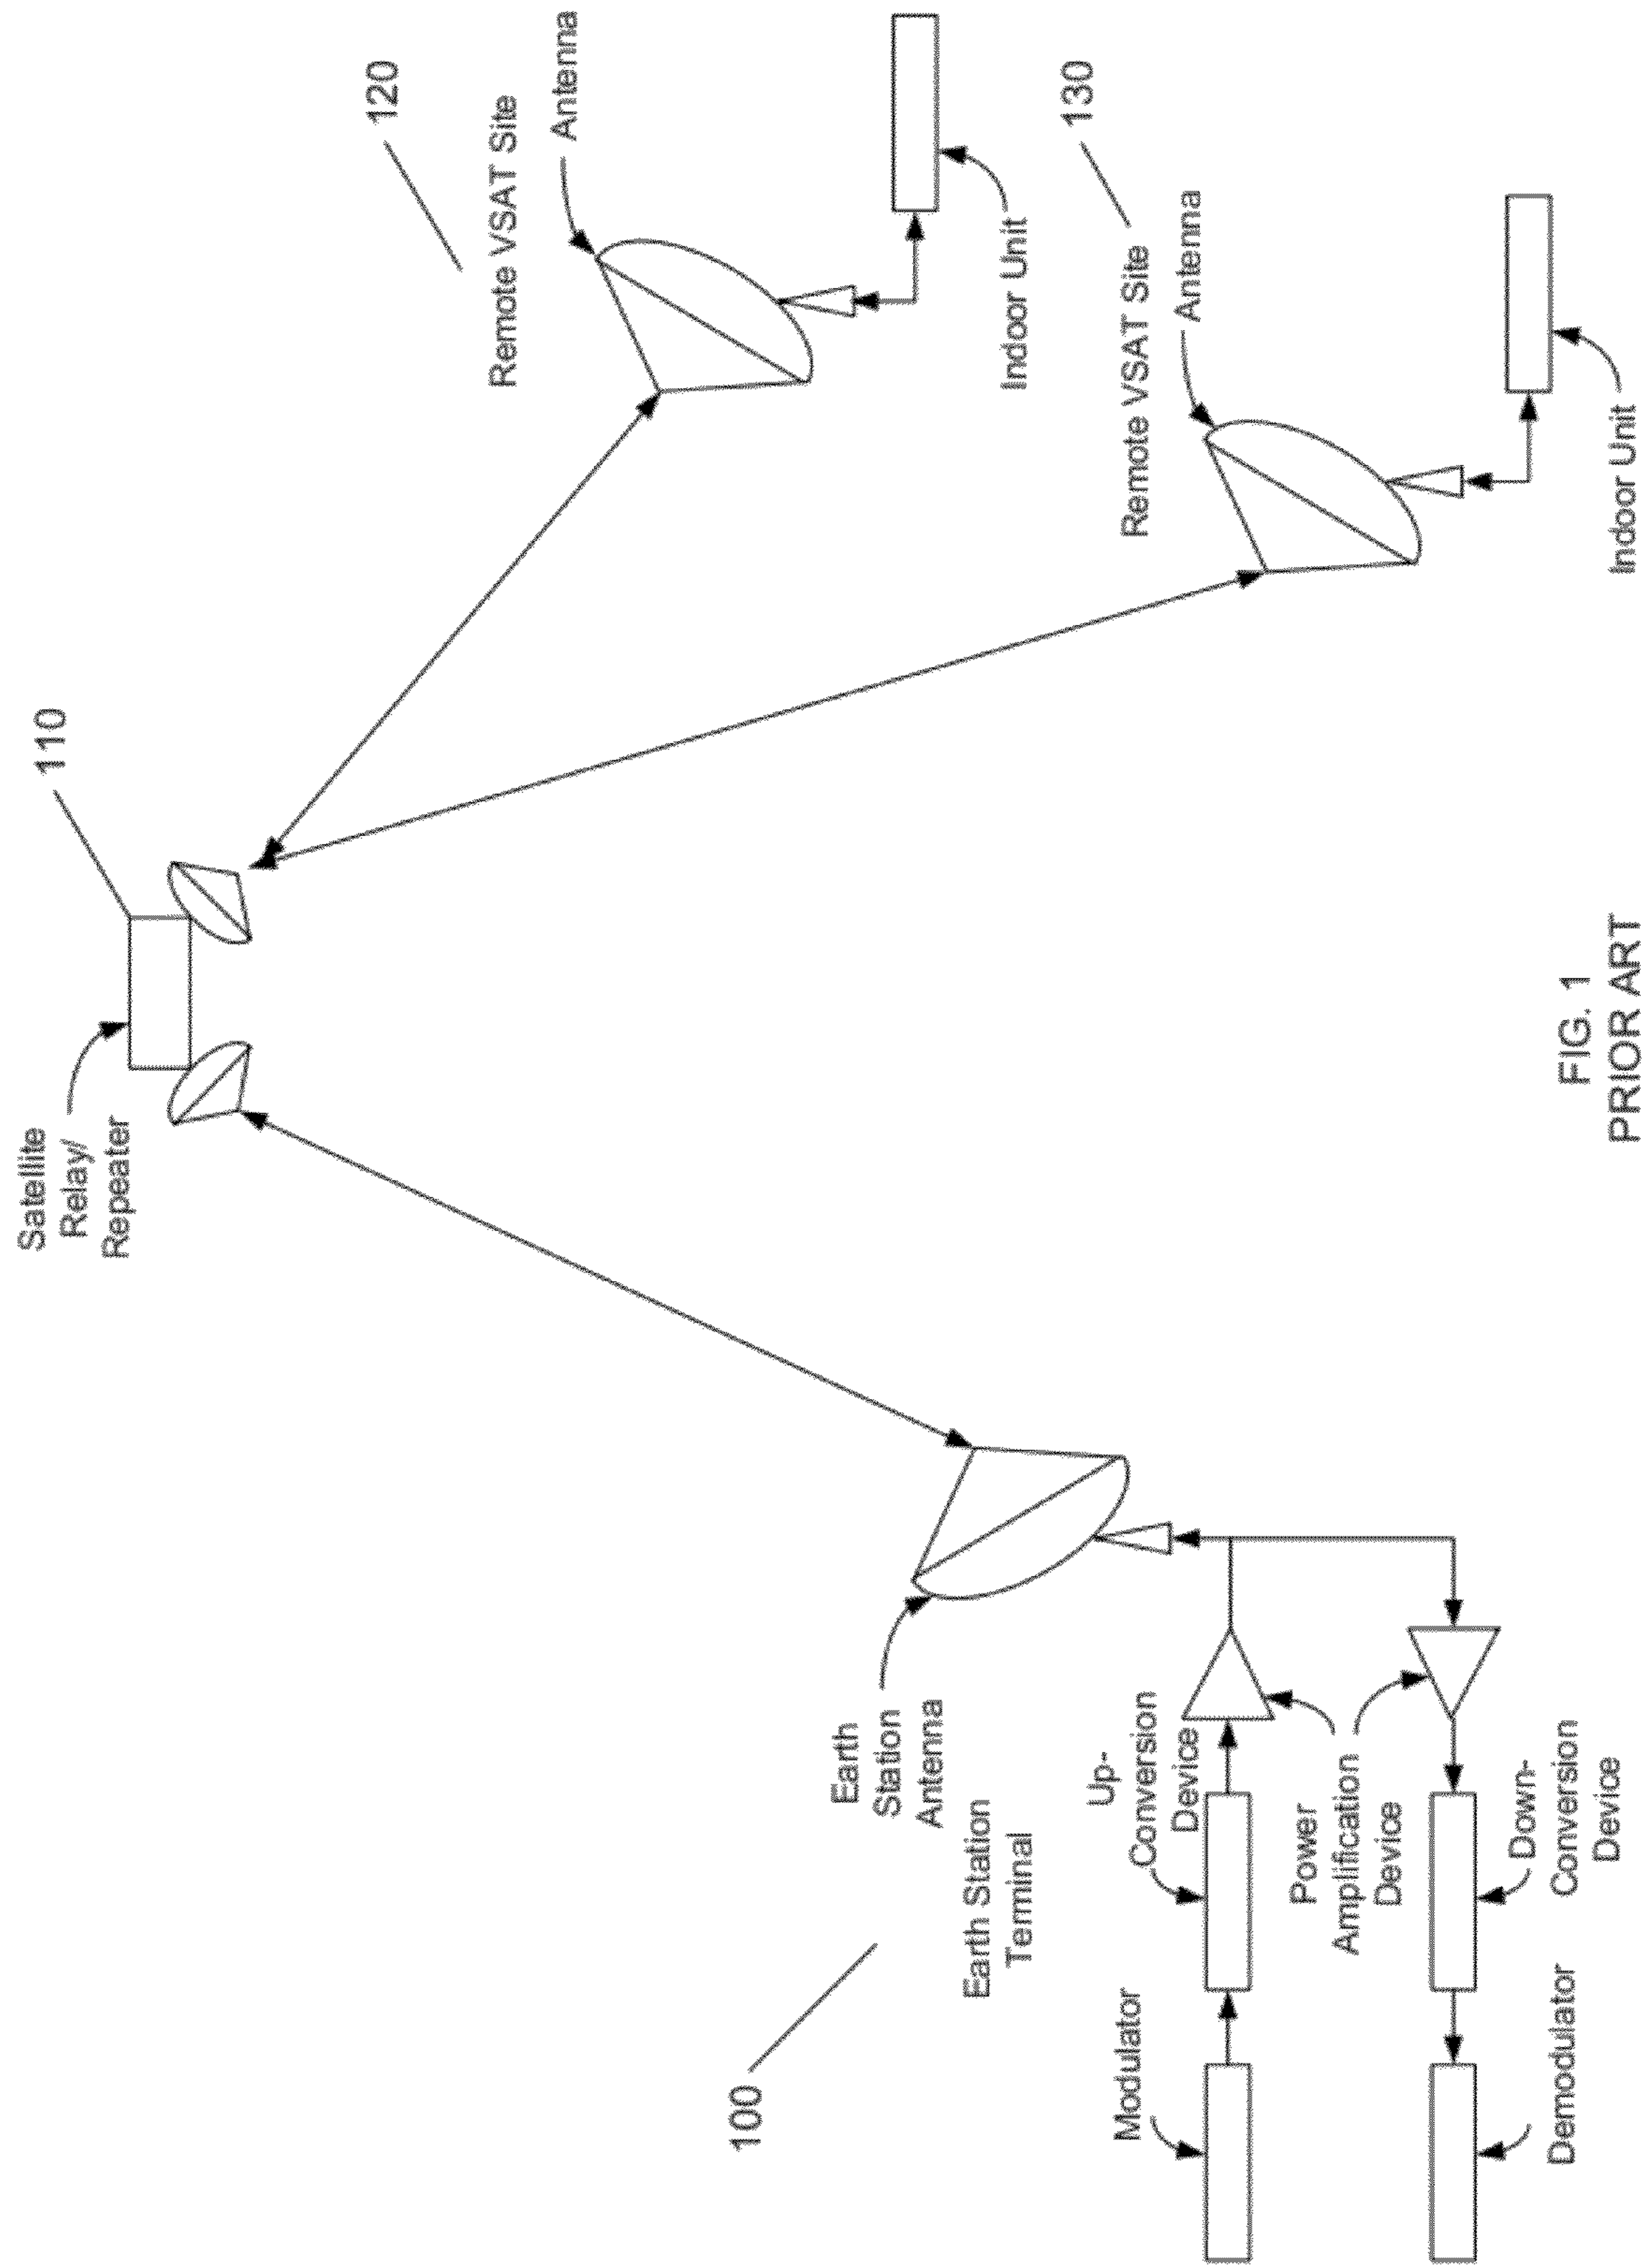 Satellite
Relay/
Repeater
110
120
Remote VSAT Site
Antenna
Indoor Unit
130
Remote VSAT Site
Antenna
Indoor Unit
Earth
Station
Antenna
Earth Station
Terminal
100
Modulator
Up-
Conversion
Device
Power
Amplification
Device
Demodulator
Down-
Conversion
Device
FIG. 1
PRIOR ART